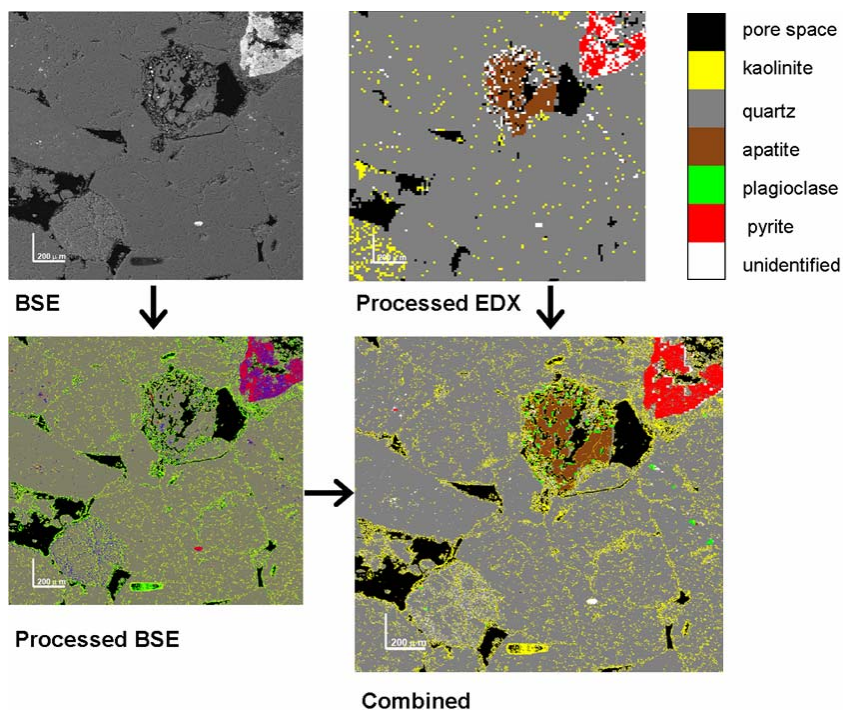 pore space
kaolinite
quartz
apatite
plagioclase
pyrite
unidentified
200 μm
200 μm
BSE
Processed EDX
200 μm
200 μm
Processed BSE
Combined